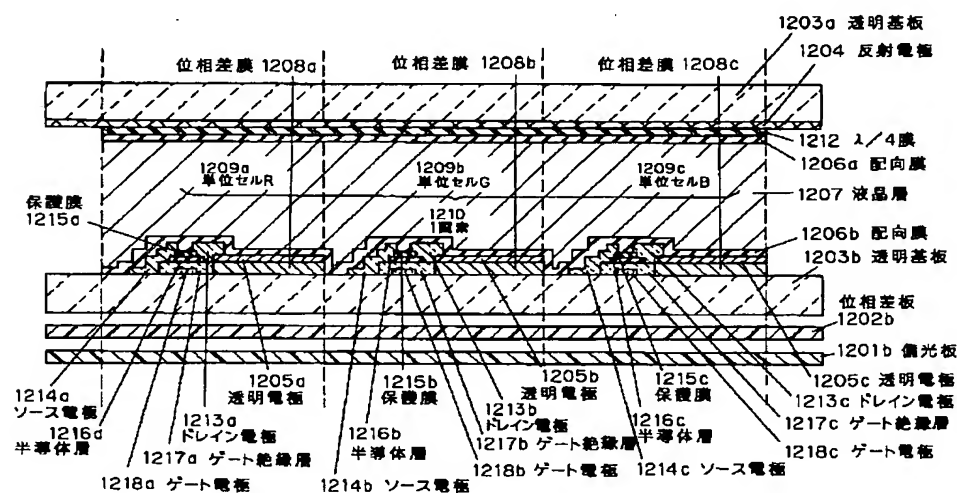 1203a 透明基板
1204 反射電極
位相差膜 1208a
位相差膜 1208b
位相差膜 1208c
1212 λ/4膜
1206a 配向膜
1209a
単位セルR
1209b
単位セルG
1209c
単位セルB
1207 液晶層
保護膜
1215a
1210
1画素
1206b 配向膜
1203b 透明基板
位相差板
1202b
1201b 偏光板
1214a
ソース電極
1216a
半導体層
1205a
透明電極
1213a
ドレイン電極
1217a ゲート絶縁層
1218a ゲート電極
1215b
保護膜
1216b
半導体層
1214b ソース電極
1205b
透明電極
1213b
ドレイン電極
1217b ゲート絶縁層
1218b ゲート電極
1215c
保護膜
1216c
半導体層
1214c ソース電極
1205c 透明電極
1213c ドレイン電極
1217c ゲート絶縁層
1218c ゲート電極